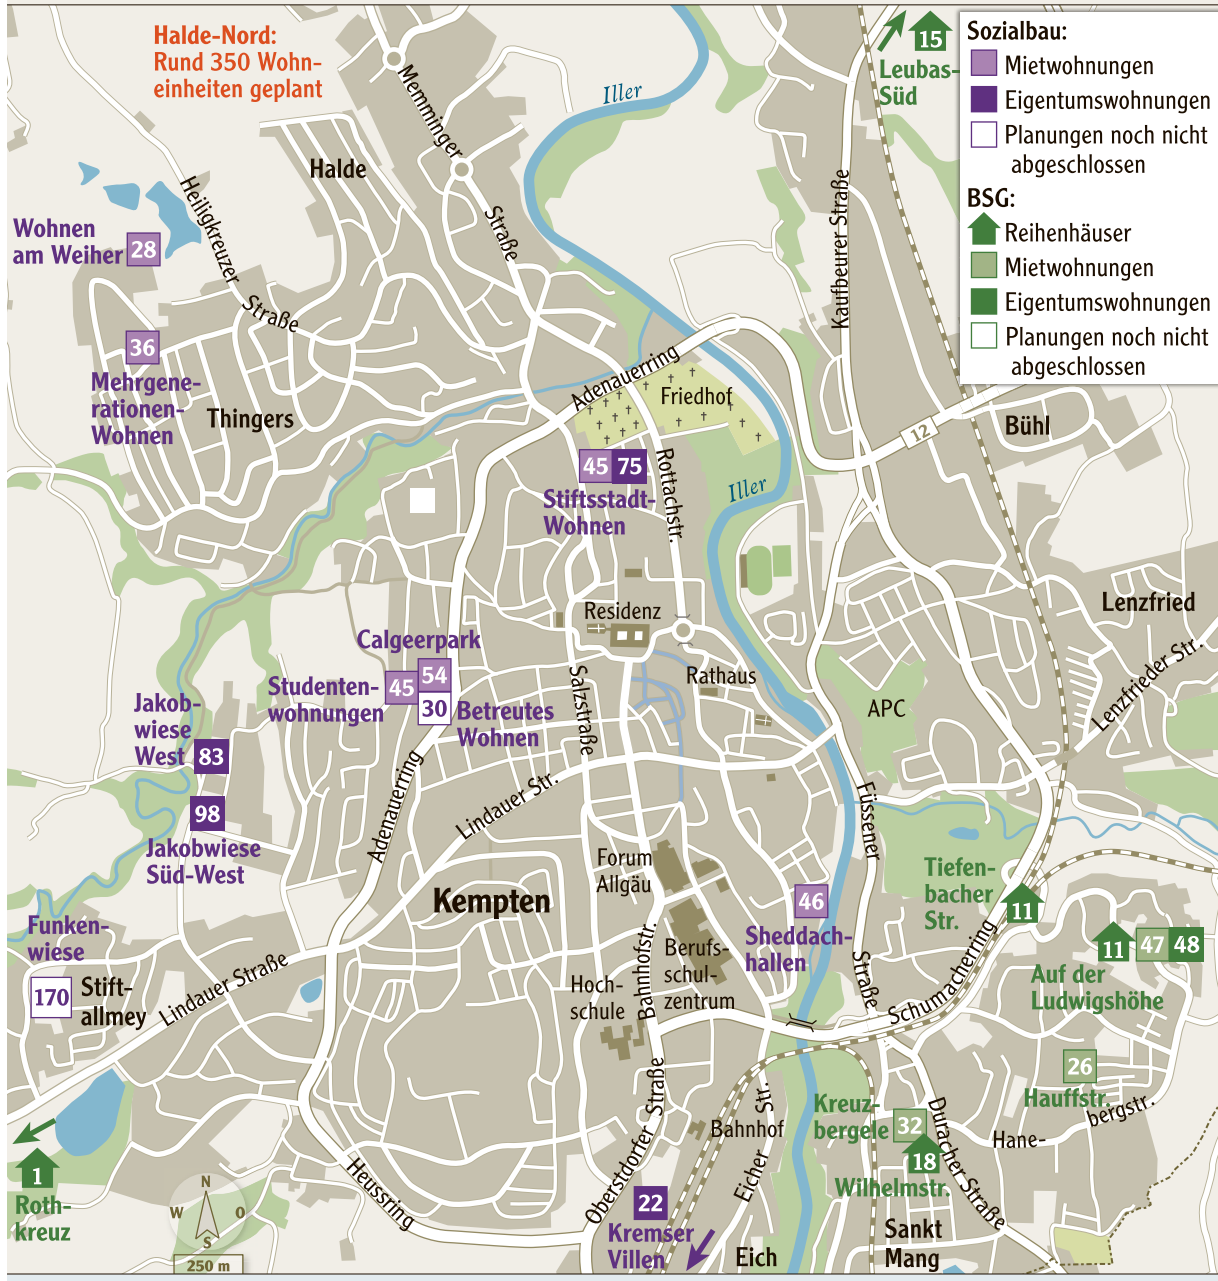 Halde-Nord:
Rund 350 Wohn-
einheiten geplant
Memminger
Straße
Iller
15
Leubas-
Süd
Sozialbau:
Mietwohnungen
Eigentumswohnungen
Planungen noch nicht
abgeschlossen
BSG:
Reihenhäuser
Mietwohnungen
Eigentumswohnungen
Planungen noch nicht
abgeschlossen
Halde
Heiligkreuzer
Straße
Kaufbeurer Straße
Wohnen
am Weiher
28
36
Mehrgene-
rationen-
Wohnen
Thingers
Adenauerring
Friedhof
12
Bühl
45
75
Stiftsstadt-
Wohnen
Rottachstr.
Iller
Residenz
Lenzfried
Lenzfrieder Str.
Calgeerpark
54
Studenten-
wohnungen
45
30
Betreutes
Wohnen
Salzstraße
Rathaus
APC
Jakob-
wiese
West
83
98
Jakobwiese
Süd-West
Adenauerring
Lindauer Str.
Füssener
Straße
Forum
Allgäu
Kempten
46
Sheddach-
hallen
Tiefen-
bacher
Str.
11
11
47
48
Auf der
Ludwigshöhe
Funken-
wiese
170
Stift-
allmey
Lindauer Straße
Hoch-
schule
Bahnhofstr.
Berufs-
schul-
zentrum
Schumacherring
26
Hauffstr.
Hane-
bergstr.
Kreuz-
bergele
32
18
Wilhelmstr.
Duracher Straße
Bahnhof
Eicher Str.
Oberstdorfer Straße
Heussring
1
Roth-
kreuz
N
W
O
S
250 m
22
Kremser
Villen
Eich
Sankt
Mang